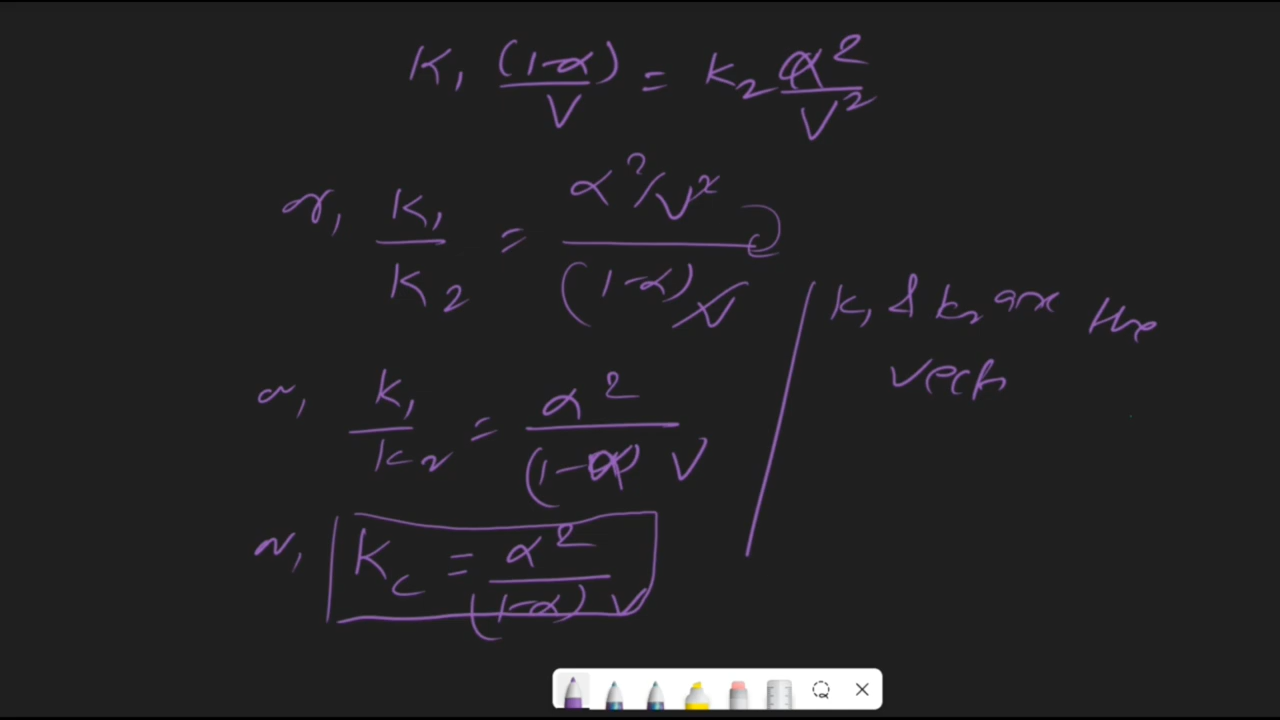 K₁ (1-α)/V = K₂ α²/V²
or, K₁/K₂ = (α²/V²)/((1-α)/V)
or, K₁/K₂ = α²/((1-α) V)
or, Kc = α²/((1-α) V)
K₁ & K₂ are the